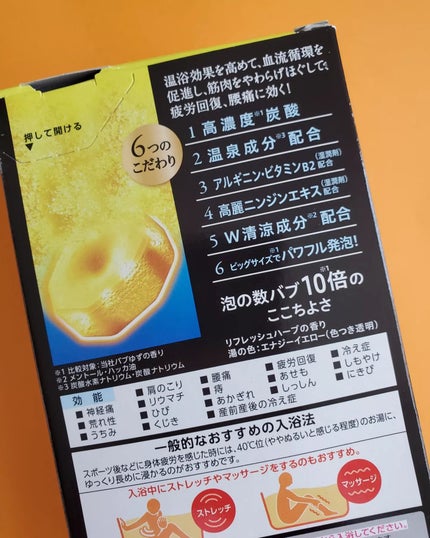 温浴効果を高めて、血流循環を
促進し、筋肉をやわらげほぐして、
疲労回復、腰痛に効く!
押して開ける
6つの
こだわり
1 高濃度※1炭酸
2 温泉成分※3配合
3 アルギニン・ビタミンB2(湿潤剤)配合
4 高麗ニンジンエキス(湿潤剤)配合
5 W清涼成分※2配合
6 ビッグサイズで※1パワフル発泡!
泡の数バブ10倍※1の
ここちよさ
リフレッシュハーブの香り
湯の色:エナジーイエロー(色つき透明)
※1 比較対象:当社バブゆずの香り
※2 メントール・ハッカ油
※3 炭酸水素ナトリウム・炭酸ナトリウム
効能
神経痛
荒れ性
うちみ
肩のこり
リウマチ
ひび
くじき
腰痛
痔
あかぎれ
産前産後の冷え症
疲労回復
あせも
しっしん
冷え症
しもやけ
にきび
一般的なおすすめの入浴法
スポーツ後などに身体疲労を感じた時には、40℃位(ややぬるいと感じる程度)のお湯に、
ゆっくり長めに浸かるのがおすすめです。
入浴中にストレッチやマッサージをするのもおすすめ。
ストレッチ
マッサージ
入浴してください。